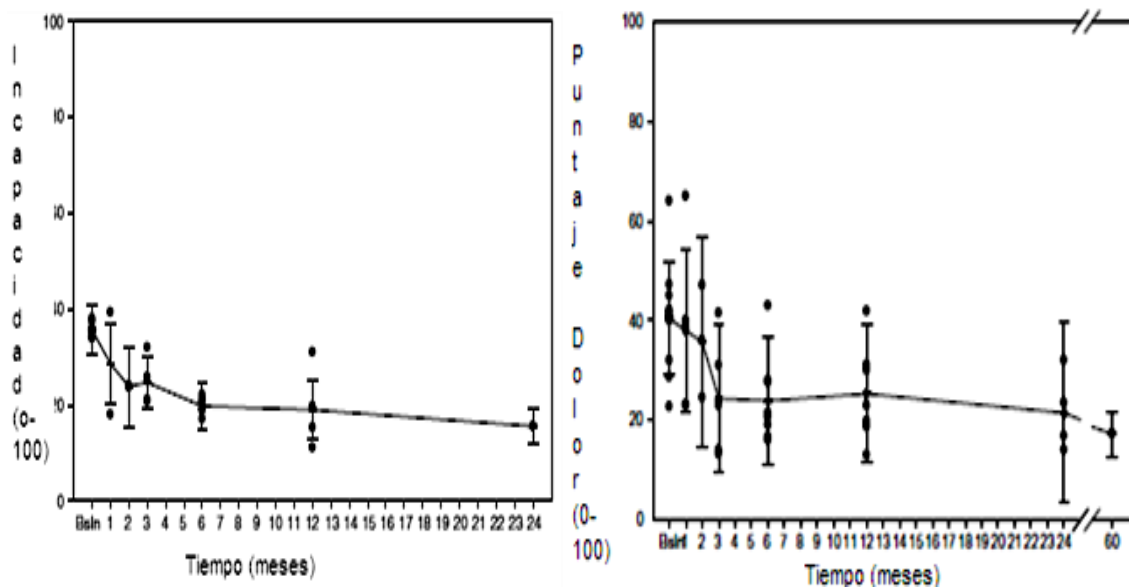 Incapacidad (0-
100)
100
20
0
Bsln 1 2 3 4 5 6 7 8 9 10 11 12 13 14 15 16 17 18 19 20 21 22 23 24
Tiempo (meses)
Puntaje Dolor (0-
100)
100
80
60
40
20
0
Bsln 1 2 3 4 5 6 7 8 9 10 11 12 13 14 15 16 17 18 19 20 21 22 23 24 60
Tiempo (meses)